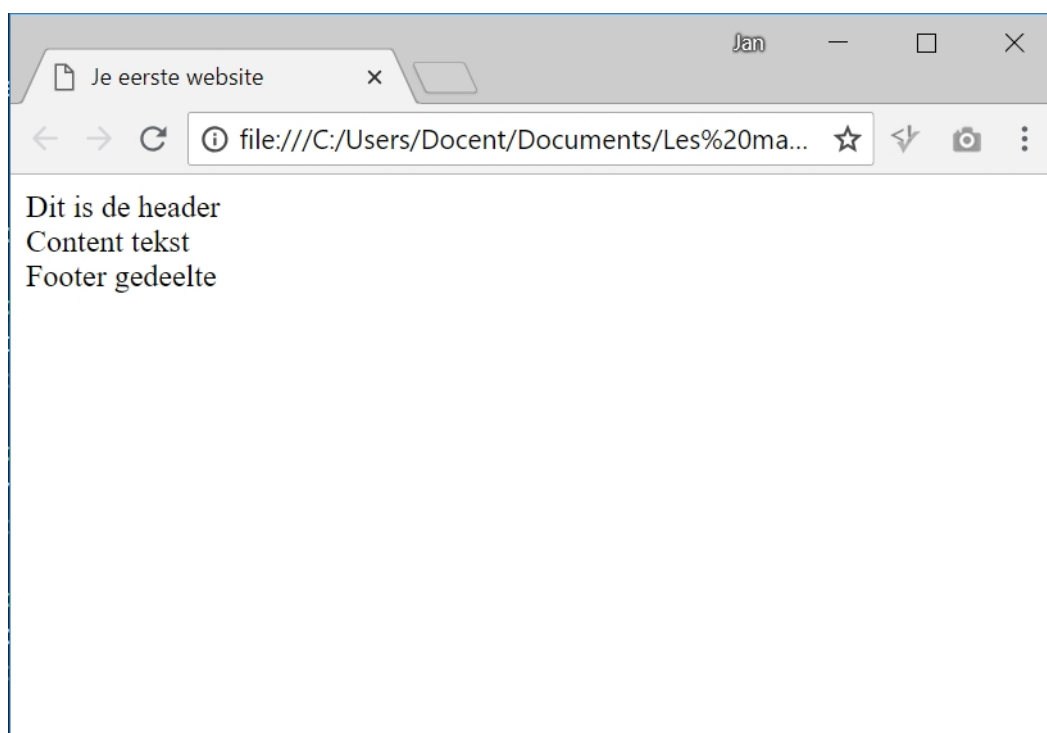 Jan
Je eerste website
file:///C:/Users/Docent/Documents/Les%20ma...
Dit is de header
Content tekst
Footer gedeelte